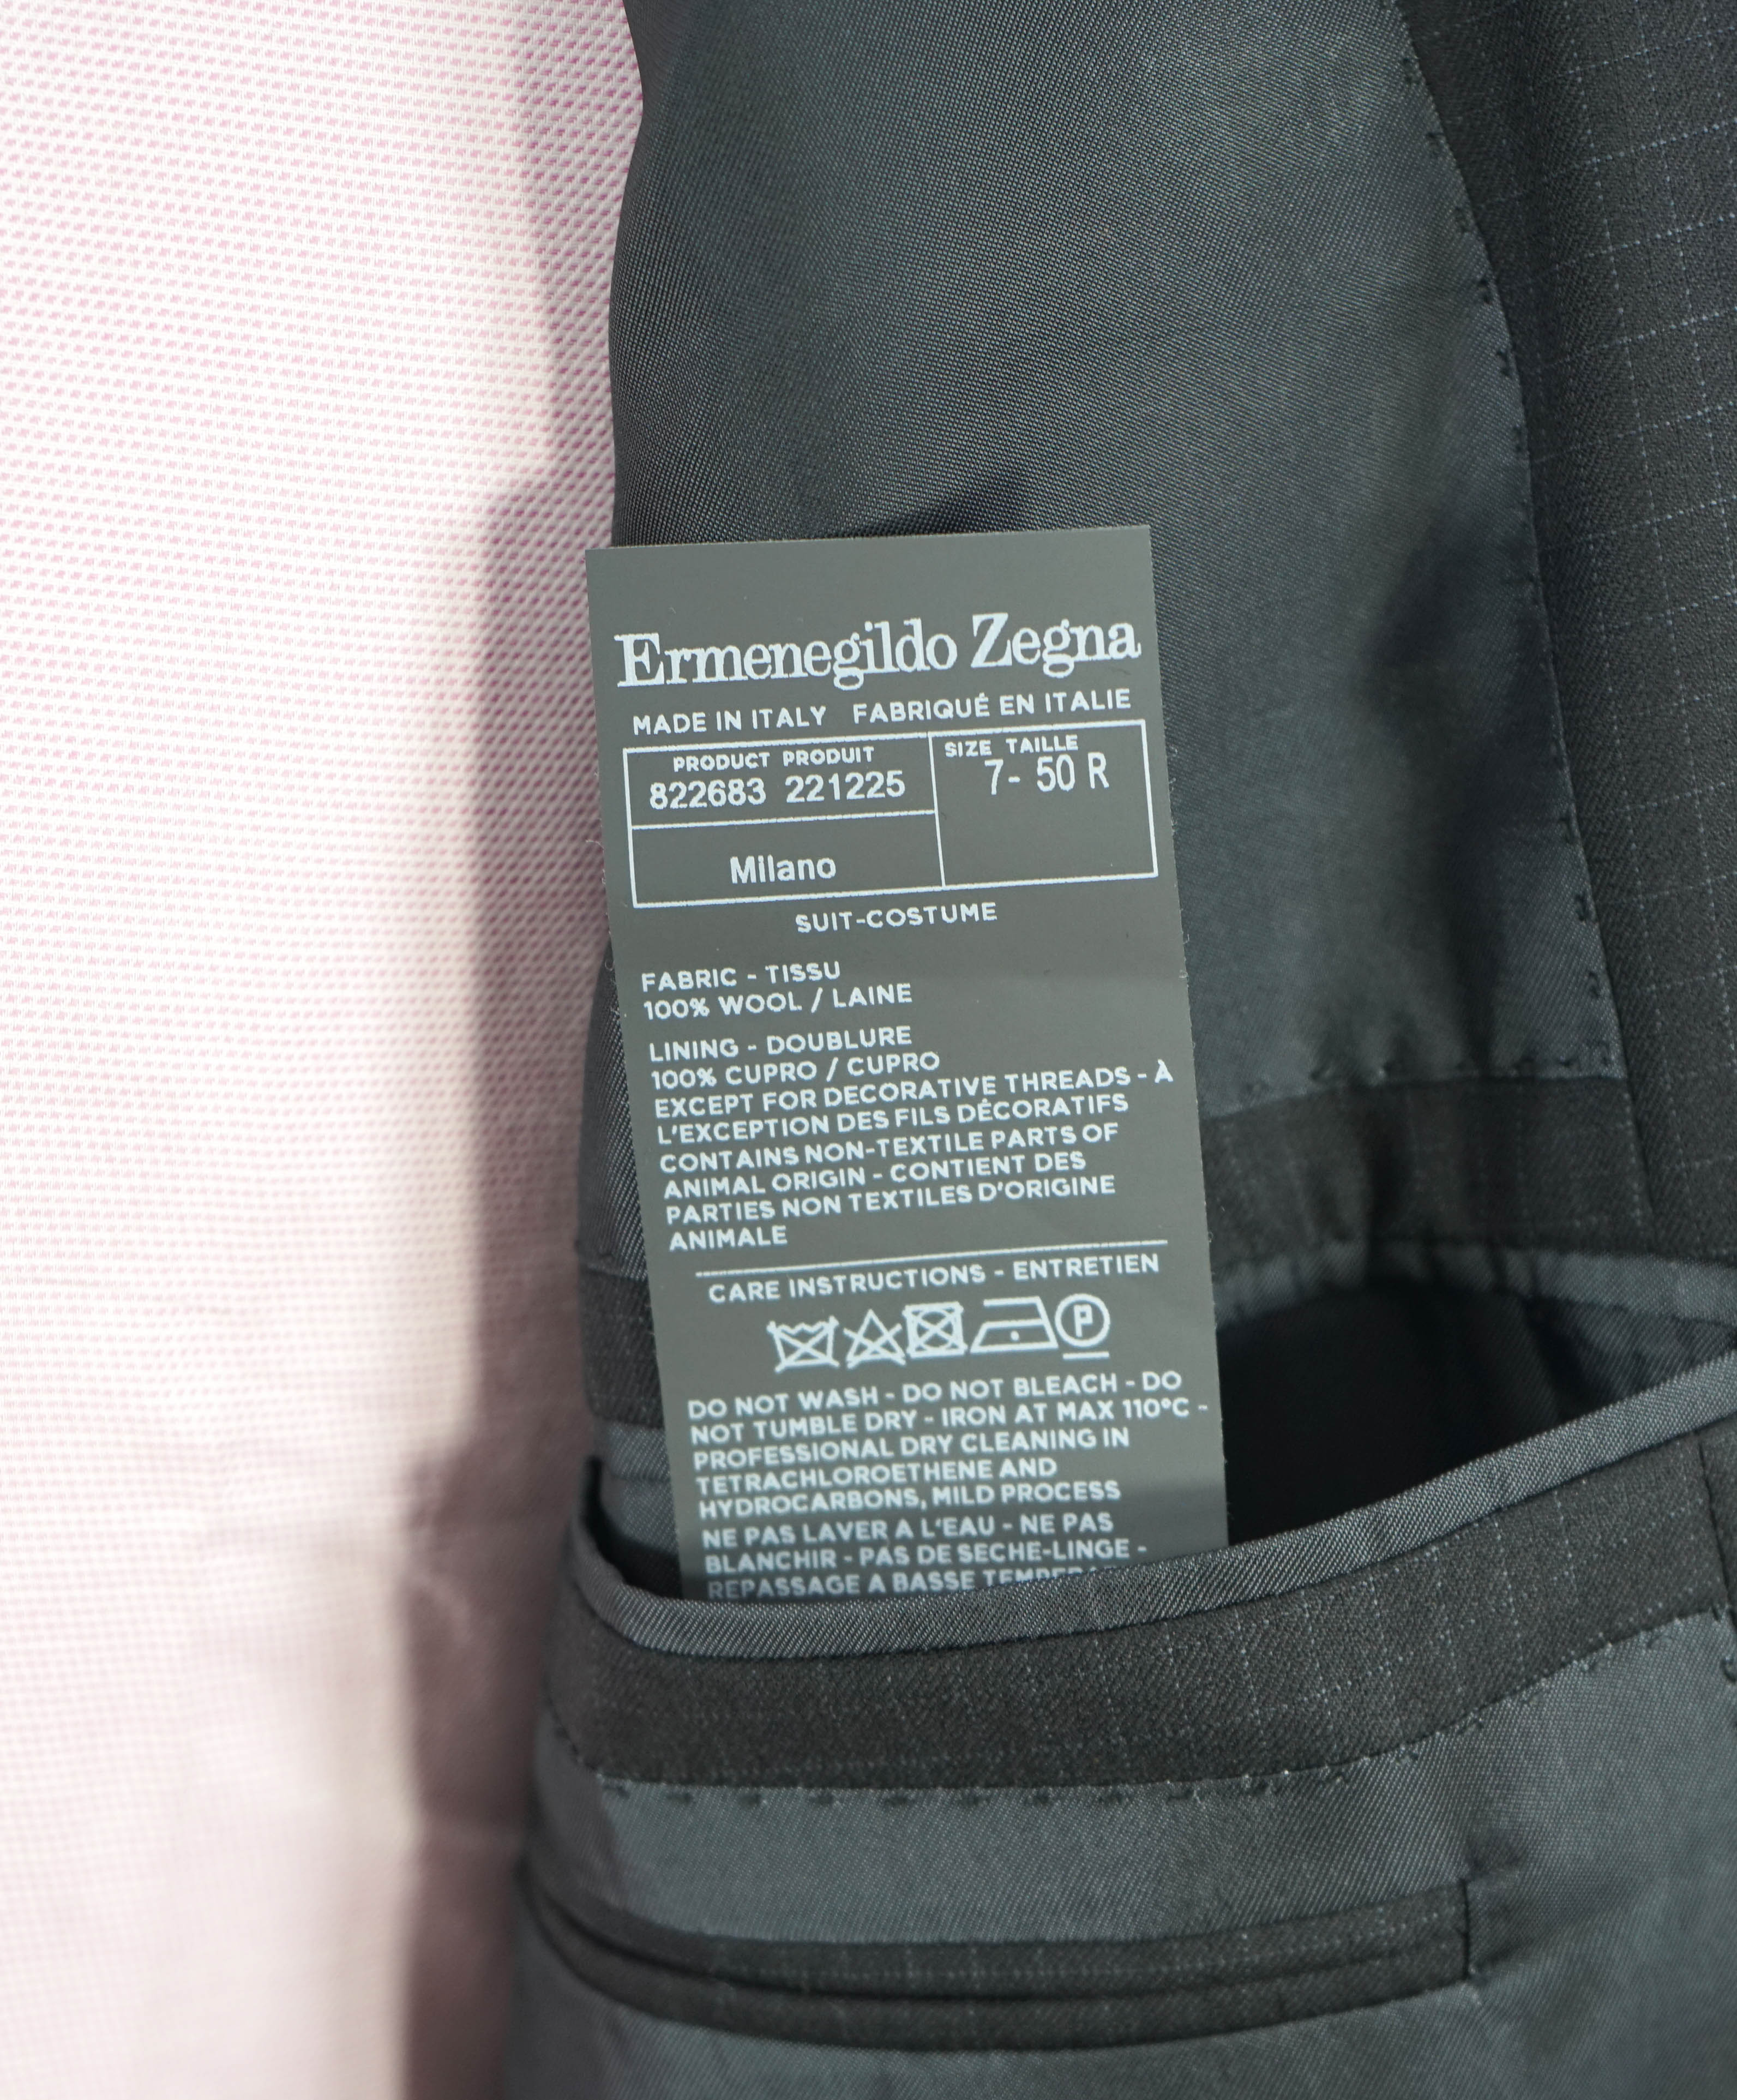 Ermenegildo Zegna
MADE IN ITALY FABRIQUÉ EN ITALIE
PRODUCT PRODUIT
822683 221225
SIZE TAILLE
7- 50 R
Milano
SUIT-COSTUME
FABRIC - TISSU
100% WOOL / LAINE
LINING - DOUBLURE
100% CUPRO / CUPRO
EXCEPT FOR DECORATIVE THREADS - À
L'EXCEPTION DES FILS DÉCORATIFS
CONTAINS NON-TEXTILE PARTS OF
ANIMAL ORIGIN - CONTIENT DES
PARTIES NON TEXTILES D'ORIGINE
ANIMALE
CARE INSTRUCTIONS - ENTRETIEN
P
DO NOT WASH - DO NOT BLEACH - DO
NOT TUMBLE DRY - IRON AT MAX 110°C -
PROFESSIONAL DRY CLEANING IN
TETRACHLOROETHENE AND
HYDROCARBONS, MILD PROCESS
NE PAS LAVER A L'EAU - NE PAS
BLANCHIR - PAS DE SECHE-LINGE -
REPASSAGE A BASSE